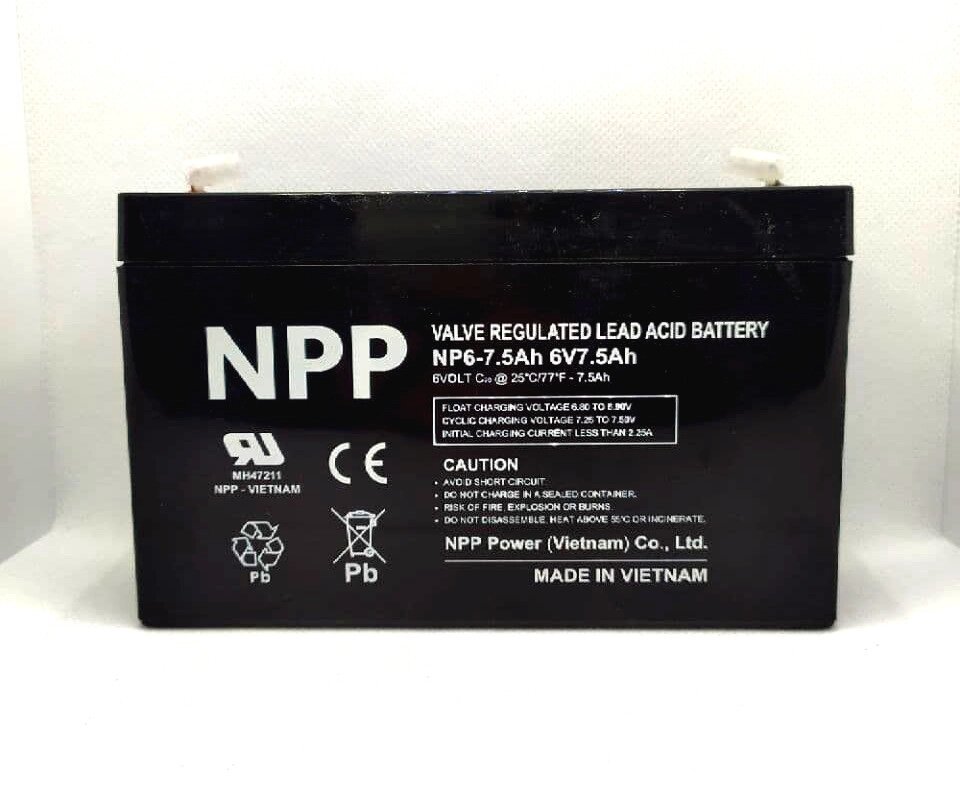 NPP
VALVE REGULATED LEAD ACID BATTERY
NP6-7.5Ah 6V7.5Ah
6VOLT C₂₀ @ 25°C/77°F - 7.5Ah
FLOAT CHARGING VOLTAGE 6.80 TO 6.90V
CYCLIC CHARGING VOLTAGE 7.25 TO 7.50V
INITIAL CHARGING CURRENT LESS THAN 2.25A
RU
MH47211
NPP - VIETNAM
CE
CAUTION
• AVOID SHORT CIRCUIT.
• DO NOT CHARGE IN A SEALED CONTAINER.
• RISK OF FIRE, EXPLOSION OR BURNS.
• DO NOT DISASSEMBLE, HEAT ABOVE 55°C OR INCINERATE.
Pb
Pb
NPP Power (Vietnam) Co., Ltd.
MADE IN VIETNAM